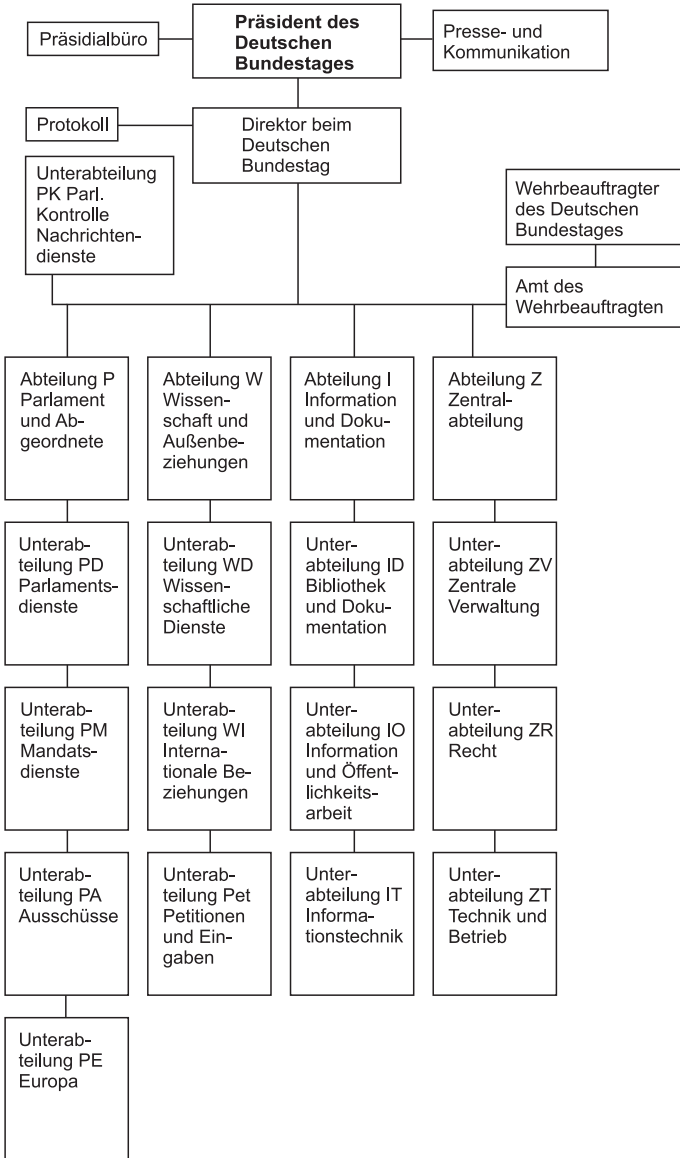 Präsidialbüro
Präsident des
Deutschen
Bundestages
Presse- und
Kommunikation
Protokoll
Direktor beim
Deutschen
Bundestag
Unterabteilung
PK Parl.
Kontrolle
Nachrichten-
dienste
Wehrbeauftragter
des Deutschen
Bundestages
Amt des
Wehrbeauftragten
Abteilung P
Parlament
und Ab-
geordnete
Abteilung W
Wissen-
schaft und
Außenbe-
ziehungen
Abteilung I
Information
und Doku-
mentation
Abteilung Z
Zentral-
abteilung
Unterab-
teilung PD
Parlaments-
dienste
Unterab-
teilung WD
Wissen-
schaftliche
Dienste
Unter-
abteilung ID
Bibliothek
und Doku-
mentation
Unter-
abteilung ZV
Zentrale
Verwaltung
Unterab-
teilung PM
Mandats-
dienste
Unterab-
teilung WI
Interna-
tionale Be-
ziehungen
Unter-
abteilung IO
Information
und Öffent-
lichkeits-
arbeit
Unter-
abteilung ZR
Recht
Unterab-
teilung PA
Ausschüsse
Unterab-
teilung Pet
Petitionen
und Ein-
gaben
Unter-
abteilung IT
Informa-
tionstechnik
Unter-
abteilung ZT
Technik und
Betrieb
Unterab-
teilung PE
Europa